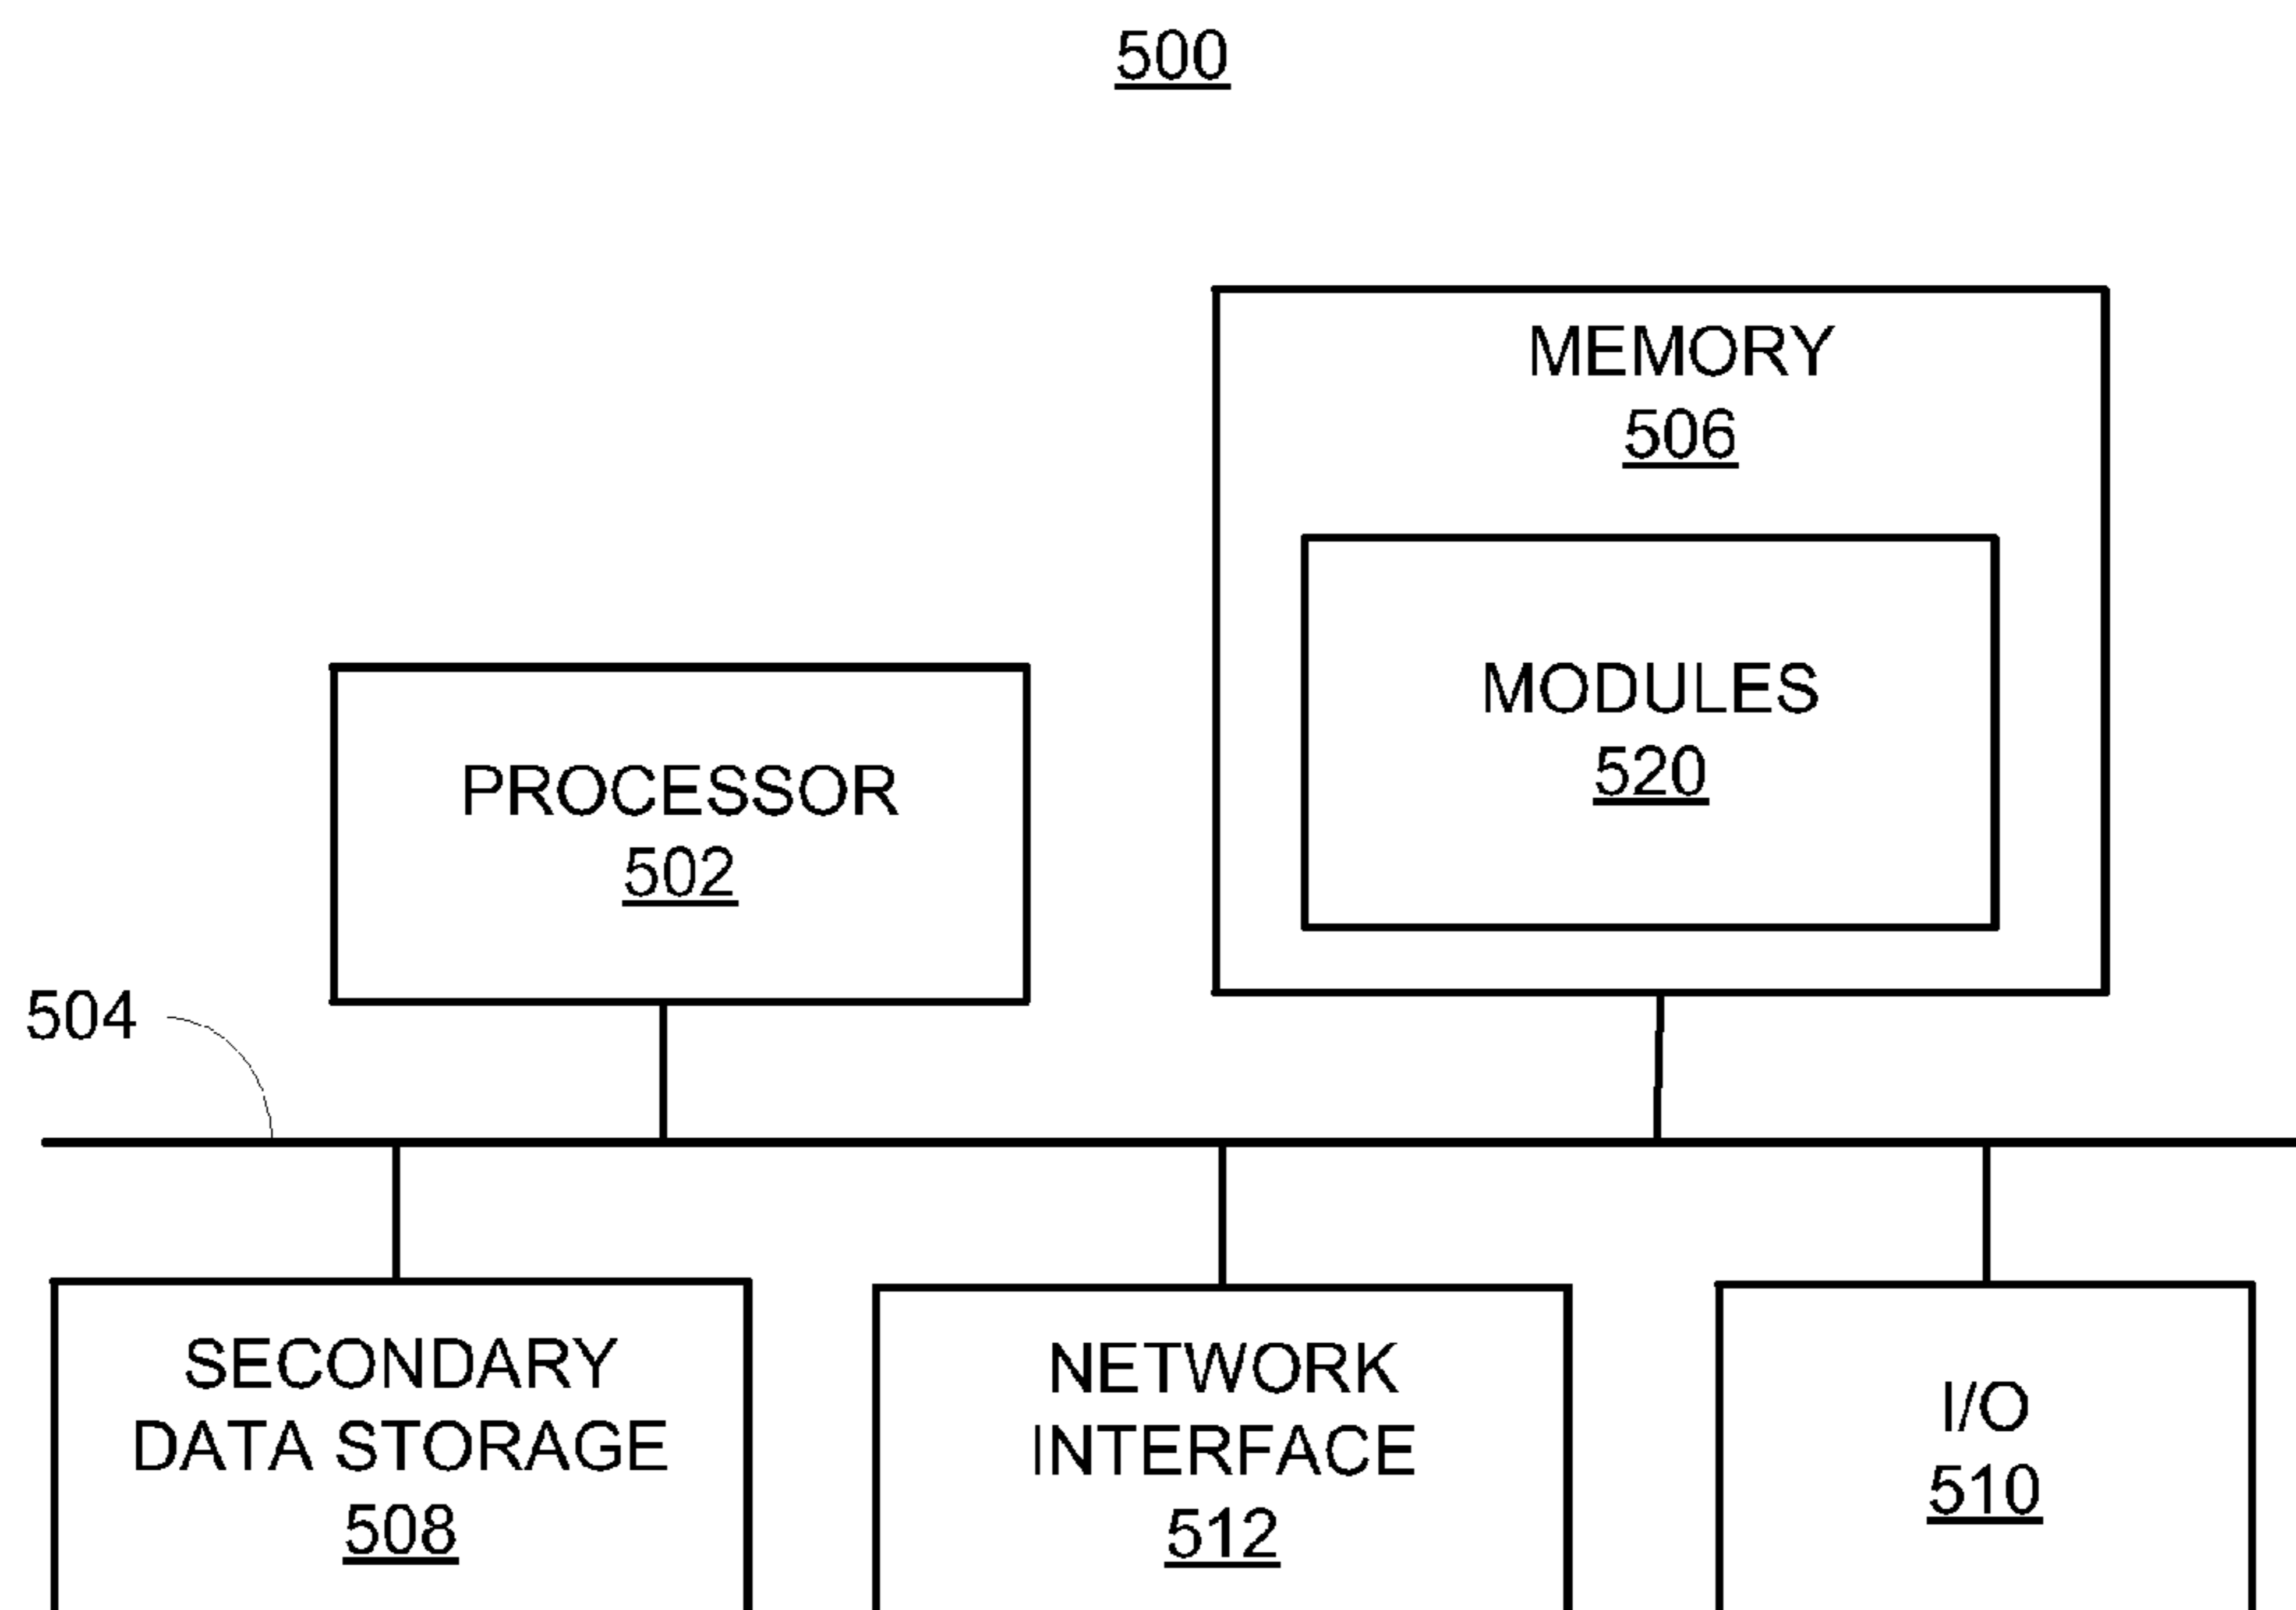 500
MEMORY
506
MODULES
520
PROCESSOR
502
504
SECONDARY
DATA STORAGE
508
NETWORK
INTERFACE
512
I/O
510